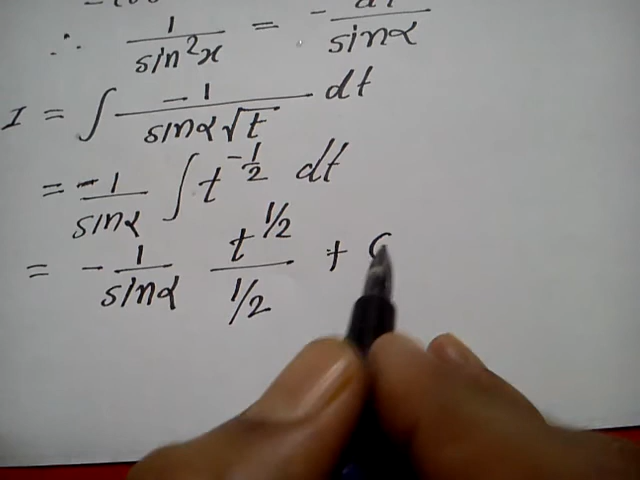 ∴ 1/sin²x = -dt/sinα
I = ∫ -1/(sinα√t) dt
= -1/sinα ∫ t^(-1/2) dt
= -1/sinα t^(1/2)/(1/2) + C